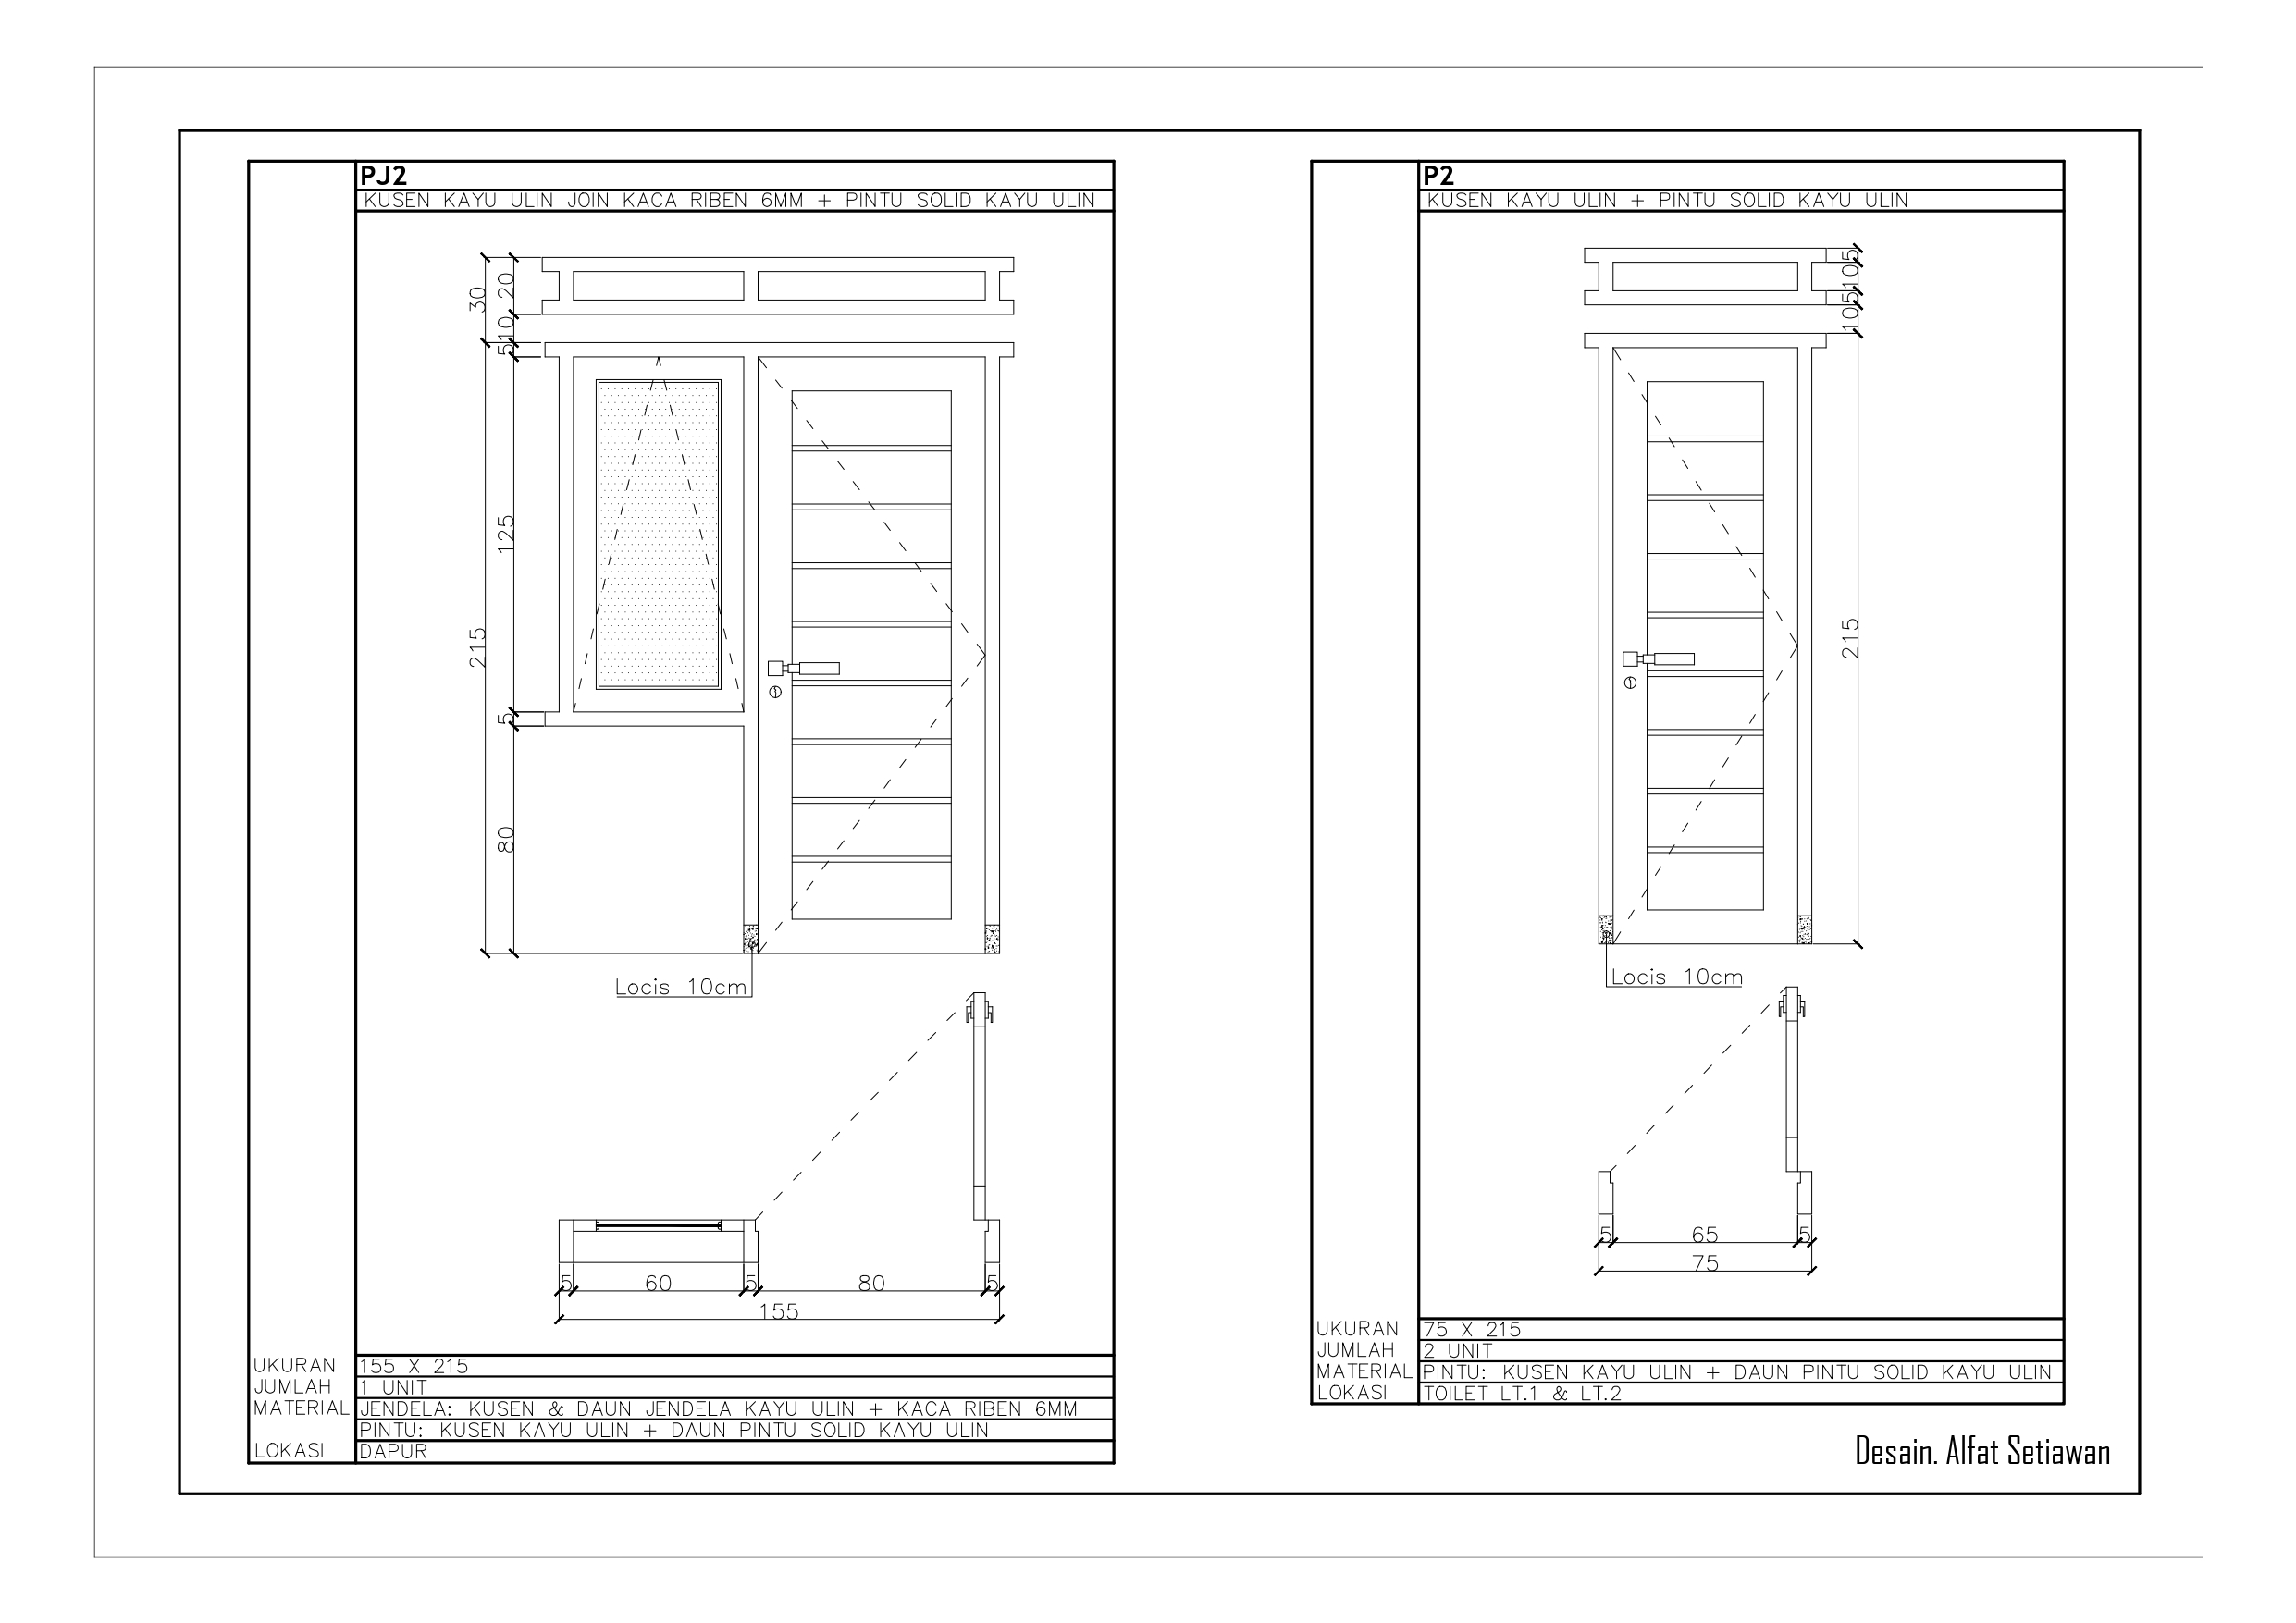 PJ2
KUSEN KAYU ULIN JOIN KACA RIBEN 6MM + PINTU SOLID KAYU ULIN
30
20
10
5
215
125
5
80
Locis 10cm
5
60
5
80
5
155
UKURAN 155 X 215
JUMLAH 1 UNIT
MATERIAL JENDELA: KUSEN & DAUN JENDELA KAYU ULIN + KACA RIBEN 6MM
PINTU: KUSEN KAYU ULIN + DAUN PINTU SOLID KAYU ULIN
LOKASI DAPUR
P2
KUSEN KAYU ULIN + PINTU SOLID KAYU ULIN
5
10
5
10
215
Locis 10cm
5
65
5
75
UKURAN 75 X 215
JUMLAH 2 UNIT
MATERIAL PINTU: KUSEN KAYU ULIN + DAUN PINTU SOLID KAYU ULIN
LOKASI TOILET LT.1 & LT.2
Desain. Alfat Setiawan